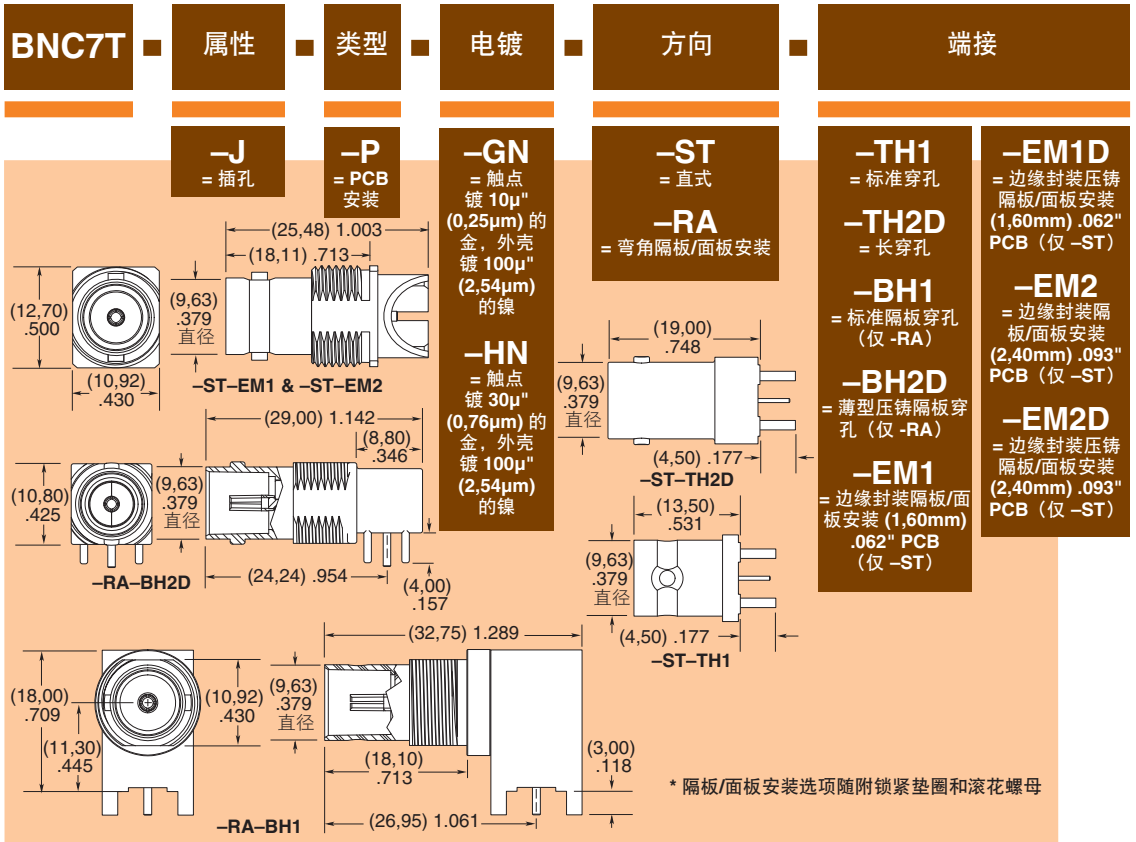 BNC7T
属性
类型
电镀
方向
端接
–J
= 插孔
–P
= PCB
安装
–GN
= 触点
镀 10µ"
(0,25µm) 的
金，外壳
镀 100µ"
(2,54µm)
的镍
–HN
= 触点
镀 30µ"
(0,76µm) 的
金，外壳
镀 100µ"
(2,54µm)
的镍
–ST
= 直式
–RA
= 弯角隔板/面板安装
–TH1
= 标准穿孔
–TH2D
= 长穿孔
–BH1
= 标准隔板穿孔
（仅 -RA）
–BH2D
= 薄型压铸隔板穿
孔（仅 -RA）
–EM1
= 边缘封装隔板/面
板安装 (1,60mm)
.062" PCB
（仅 –ST）
–EM1D
= 边缘封装压铸
隔板/面板安装
(1,60mm) .062"
PCB（仅 –ST）
–EM2
= 边缘封装隔
板/面板安装
(2,40mm) .093"
PCB（仅 –ST）
–EM2D
= 边缘封装压铸
隔板/面板安装
(2,40mm) .093"
PCB（仅 –ST）
(25,48) 1.003
(18,11) .713
(12,70)
.500
(9,63)
.379
直径
(10,92)
.430
–ST–EM1 & –ST–EM2
(29,00) 1.142
(8,80)
.346
(10,80)
.425
(9,63)
.379
直径
–RA–BH2D
(24,24) .954
(4,00)
.157
(19,00)
.748
(9,63)
.379
直径
(4,50) .177
–ST–TH2D
(13,50)
.531
(9,63)
.379
直径
(4,50) .177
–ST–TH1
(32,75) 1.289
(18,00)
.709
(10,92)
.430
(9,63)
.379
直径
(11,30)
.445
(18,10)
.713
(3,00)
.118
(26,95) 1.061
–RA–BH1
* 隔板/面板安装选项随附锁紧垫圈和滚花螺母